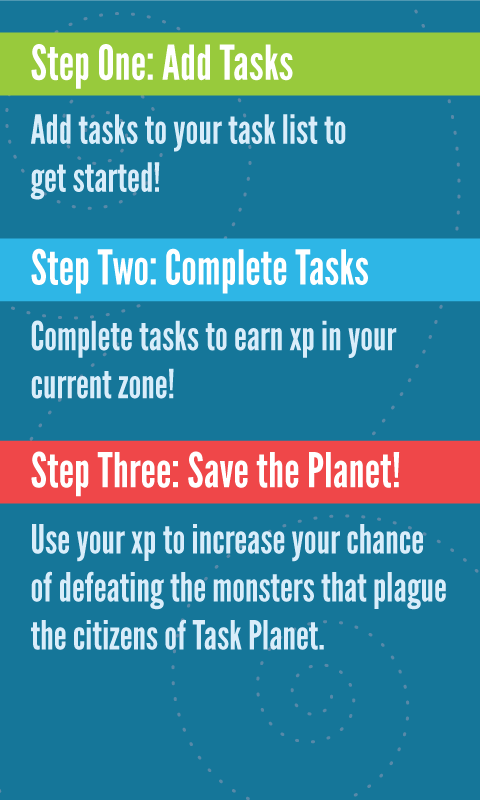 Step One: Add Tasks
Add tasks to your task list to
get started!
Step Two: Complete Tasks
Complete tasks to earn xp in your
current zone!
Step Three: Save the Planet!
Use your xp to increase your chance
of defeating the monsters that plague
the citizens of Task Planet.